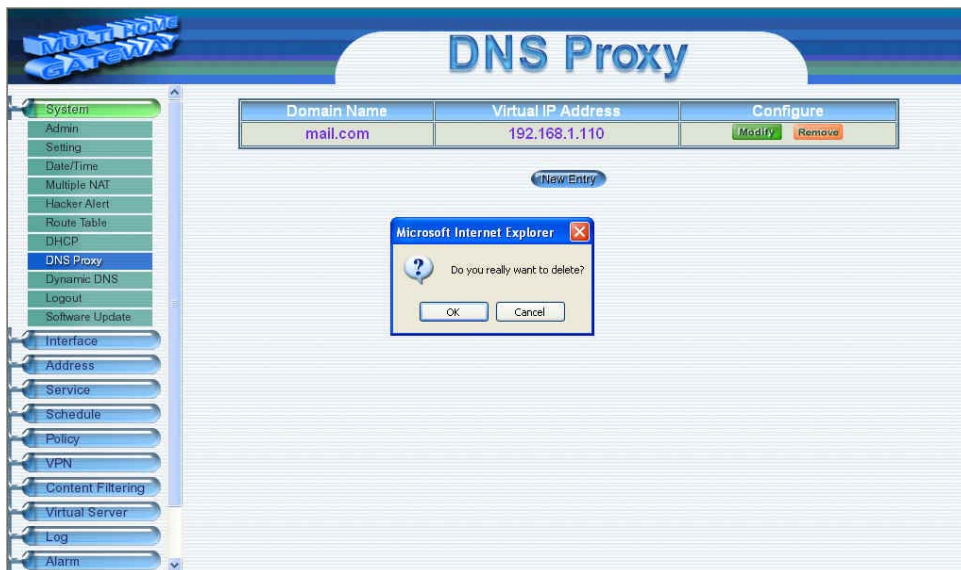 MULTI HOME
GATEWAY
DNS Proxy
System
Admin
Setting
Date/Time
Multiple NAT
Hacker Alert
Route Table
DHCP
DNS Proxy
Dynamic DNS
Logout
Software Update
Interface
Address
Service
Schedule
Policy
VPN
Content Filtering
Virtual Server
Log
Alarm
Domain Name Virtual IP Address Configure
mail.com 192.168.1.110 Modify Remove
New Entry
Microsoft Internet Explorer
Do you really want to delete?
OK Cancel